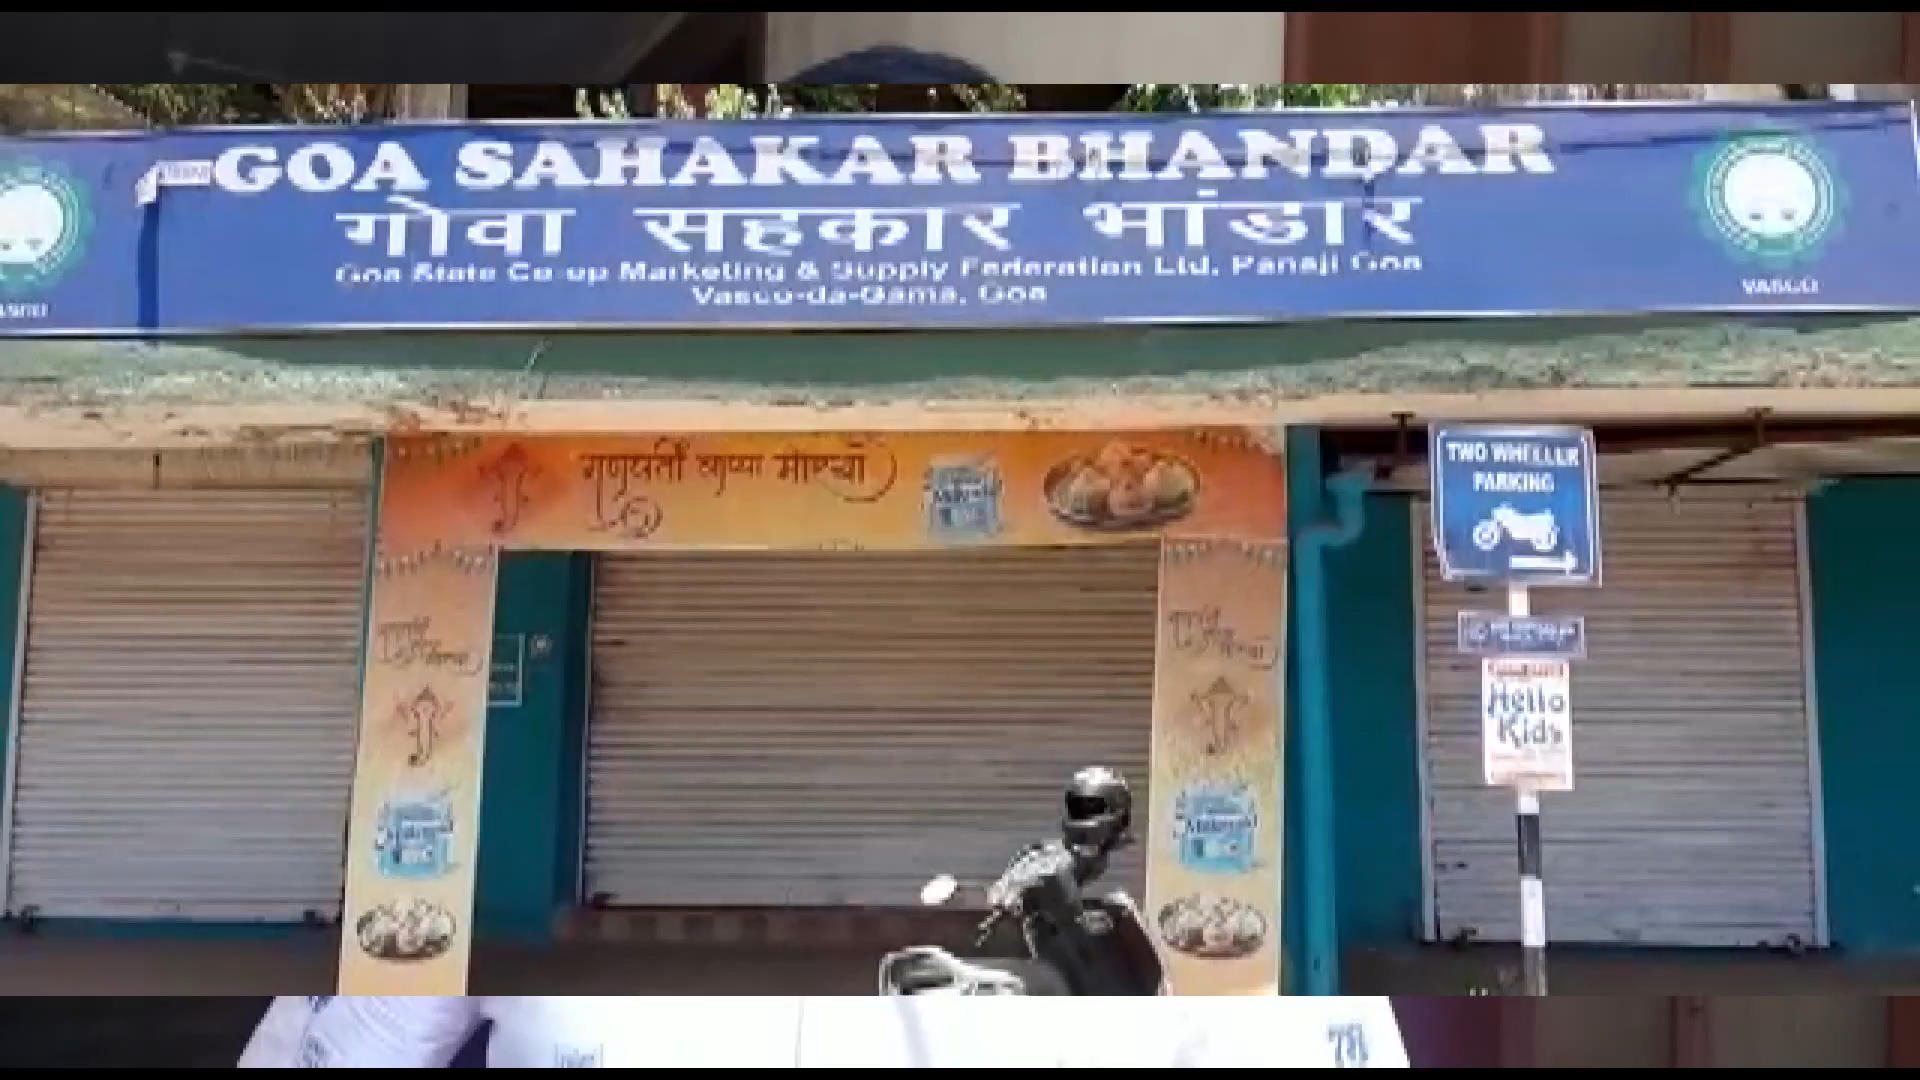 GOA SAHAKAR BHANDAR
गोवा सहकार भांडार
Goa State Co-op Marketing & Supply Federation Ltd. Panaji Goa
Vasco-da-Gama, Goa
VASCO
गणपती बाप्पा मोरया
TWO WHEELER
PARKING
Hello
Kids